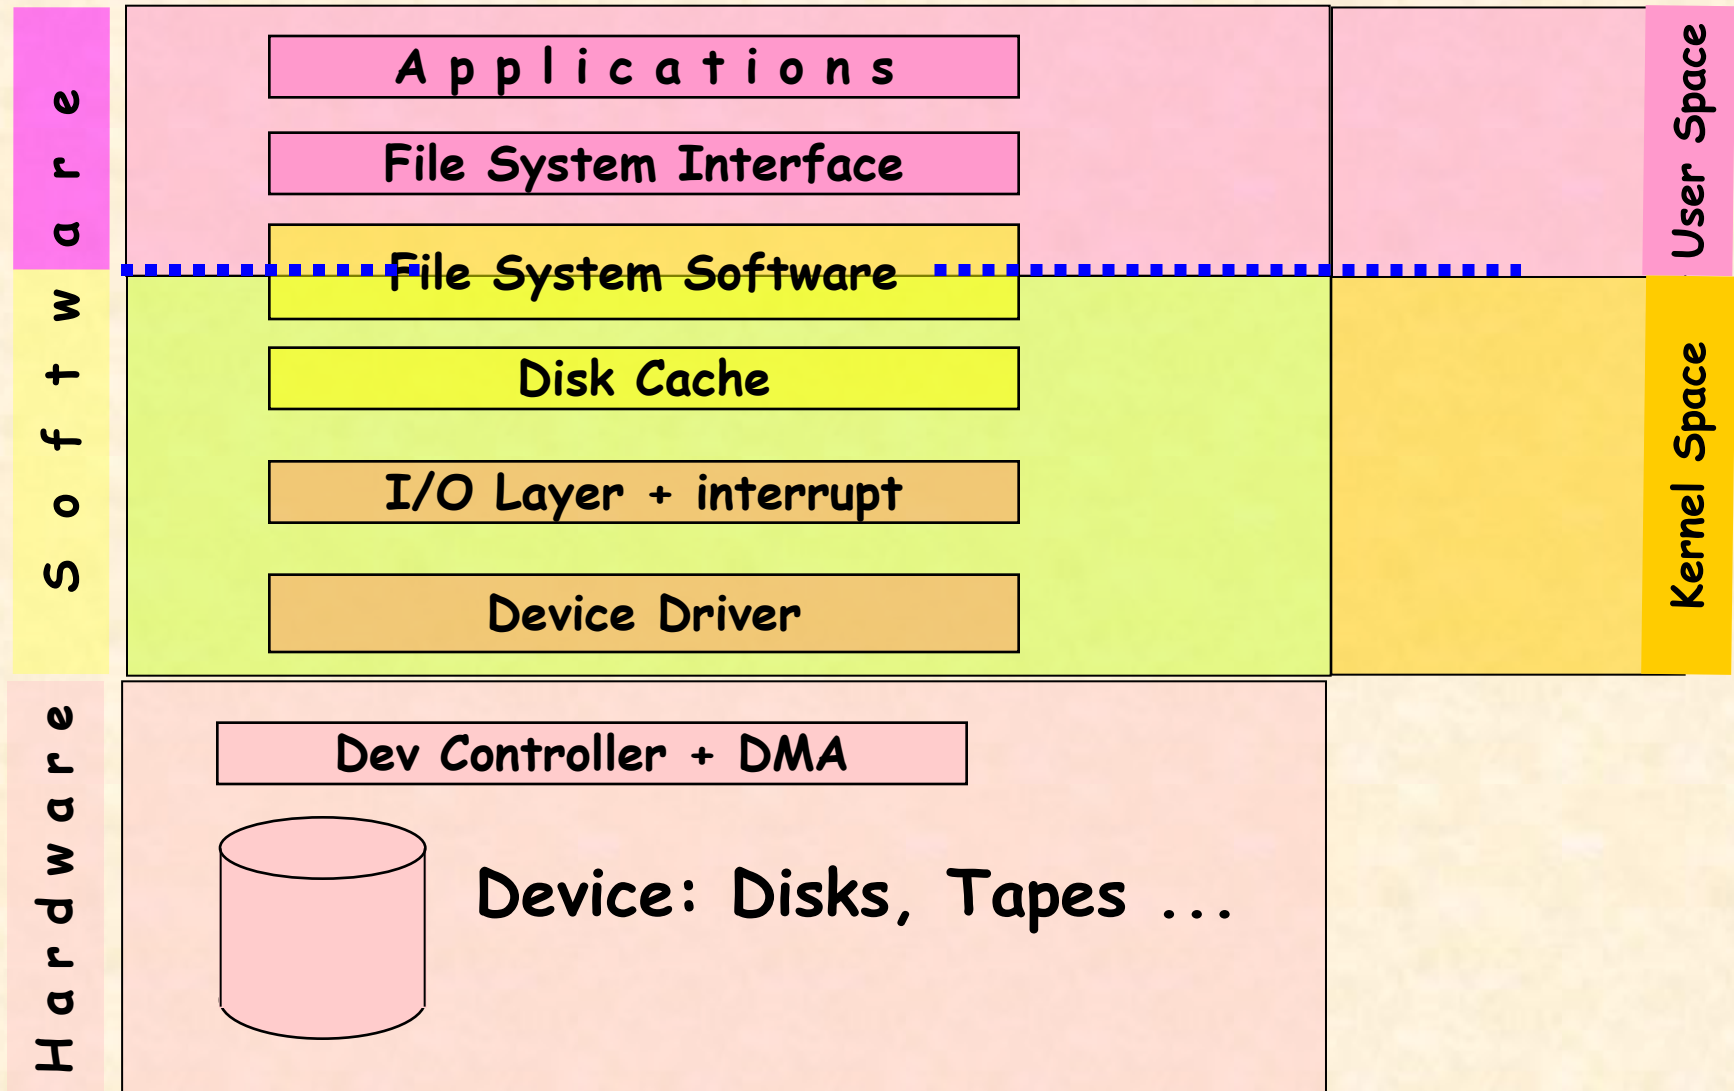 Software
User Space
Applications
File System Interface
File System Software
Kernel Space
Disk Cache
I/O Layer + interrupt
Device Driver
Hardware
Dev Controller + DMA
Device: Disks, Tapes ...